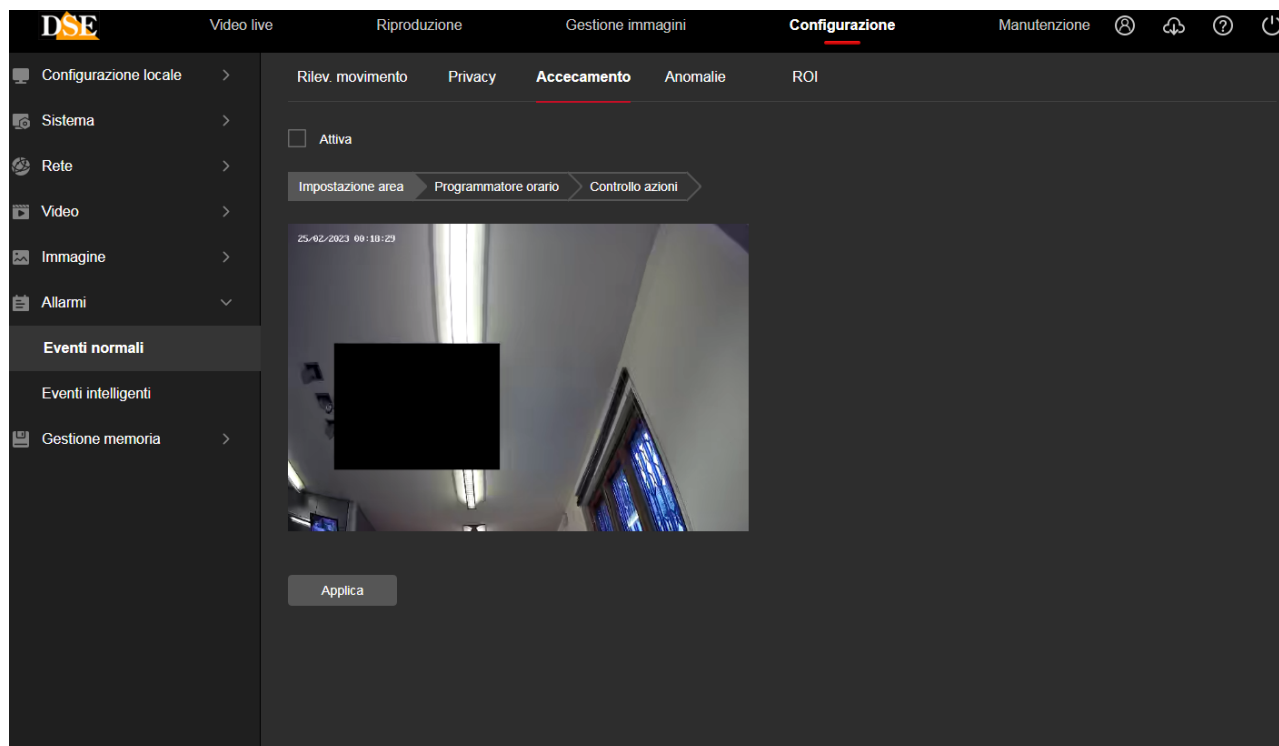 DSE Video live Riproduzione Gestione immagini Configurazione Manutenzione
Configurazione locale
Sistema
Rete
Video
Immagine
Allarmi
Eventi normali
Eventi intelligenti
Gestione memoria
Rilev. movimento Privacy Accecamento Anomalie ROI
Attiva
Impostazione area Programmatore orario Controllo azioni
25/02/2023 00:18:29
Applica